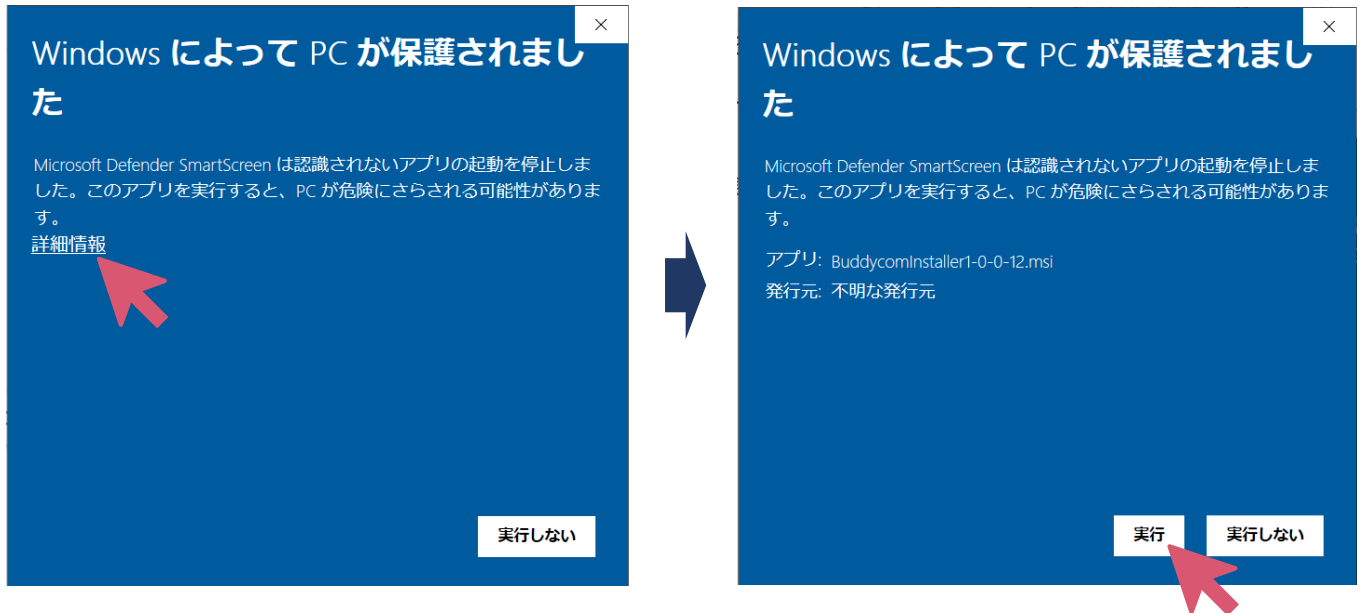 Windows によって PC が保護されまし
た
Microsoft Defender SmartScreen は認識されないアプリの起動を停止しま
した。このアプリを実行すると、PC が危険にさらされる可能性がありま
す。
詳細情報
実行しない
Windows によって PC が保護されまし
た
Microsoft Defender SmartScreen は認識されないアプリの起動を停止しま
した。このアプリを実行すると、PC が危険にさらされる可能性がありま
す。
アプリ: BuddycomInstaller1-0-0-12.msi
発行元: 不明な発行元
実行 実行しない